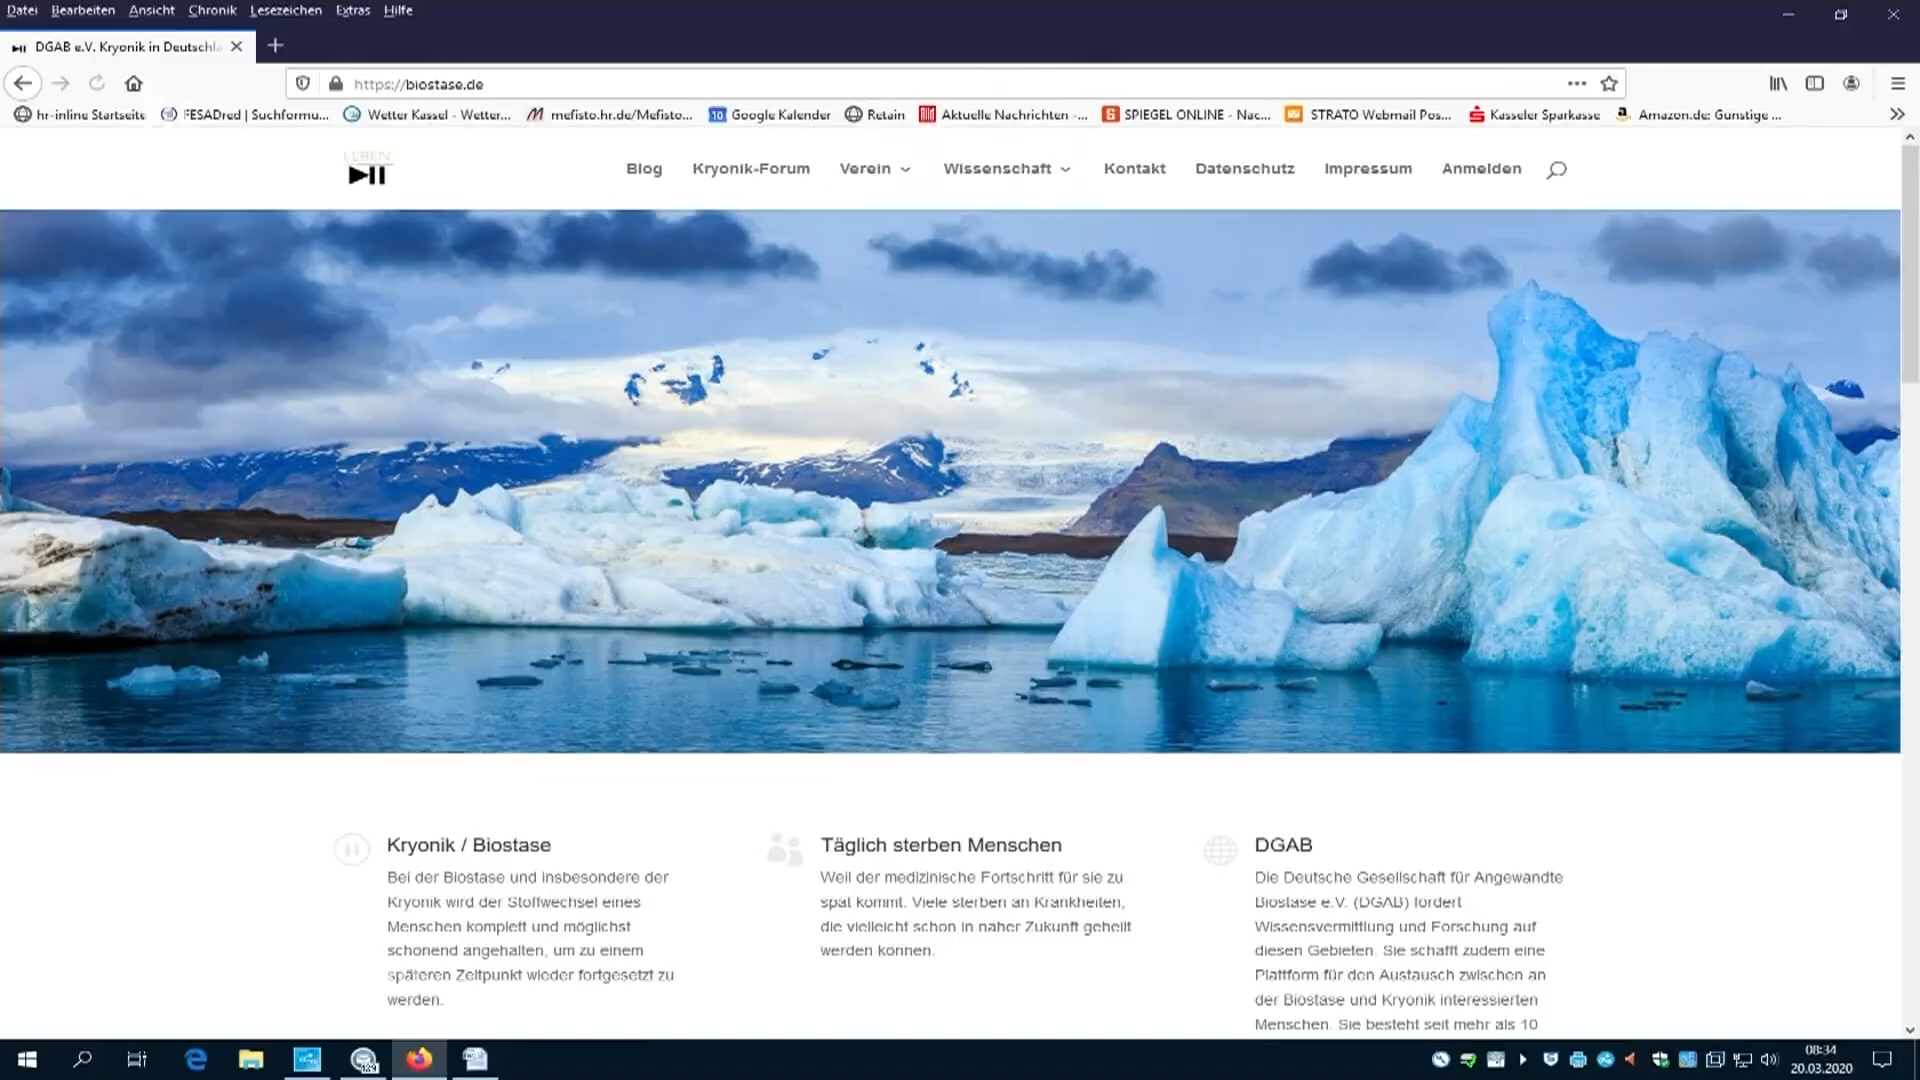 Datei Bearbeiten Ansicht Chronik Lesezeichen Extras Hilfe
DGAB e.V. Kryonik in Deutschla
https://biostase.de
hr-inline Startseite FESADred | Suchformu... Wetter Kassel - Wetter... mefisto.hr.de/Mefisto... Google Kalender Retain Aktuelle Nachrichten -... SPIEGEL ONLINE - Nac... STRATO Webmail Pos... Kasseler Sparkasse Amazon.de: Günstige ...
LEBEN
Blog Kryonik-Forum Verein Wissenschaft Kontakt Datenschutz Impressum Anmelden
Kryonik / Biostase
Bei der Biostase und insbesondere der
Kryonik wird der Stoffwechsel eines
Menschen komplett und möglichst
schonend angehalten, um zu einem
späteren Zeitpunkt wieder fortgesetzt zu
werden.
Täglich sterben Menschen
Weil der medizinische Fortschritt für sie zu
spät kommt. Viele sterben an Krankheiten,
die vielleicht schon in naher Zukunft geheilt
werden können.
DGAB
Die Deutsche Gesellschaft für Angewandte
Biostase e.V. (DGAB) fördert
Wissensvermittlung und Forschung auf
diesen Gebieten. Sie schafft zudem eine
Plattform für den Austausch zwischen an
der Biostase und Kryonik interessierten
Menschen. Sie besteht seit mehr als 10
129
08:34
20.03.2020